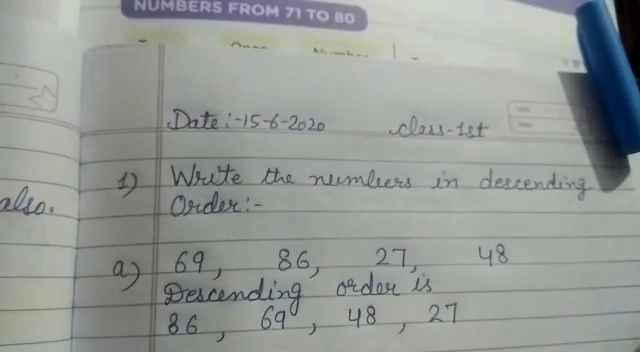 NUMBERS FROM 71 TO 80
Date:-15-6-2020 class-1st
1) Write the numbers in descending
Order:-
also.
a) 69, 86, 27, 48
Descending order is
86, 69, 48, 27